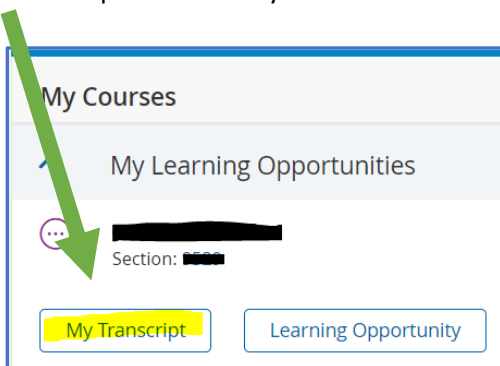 My Courses
My Learning Opportunities
Section:
My Transcript
Learning Opportunity